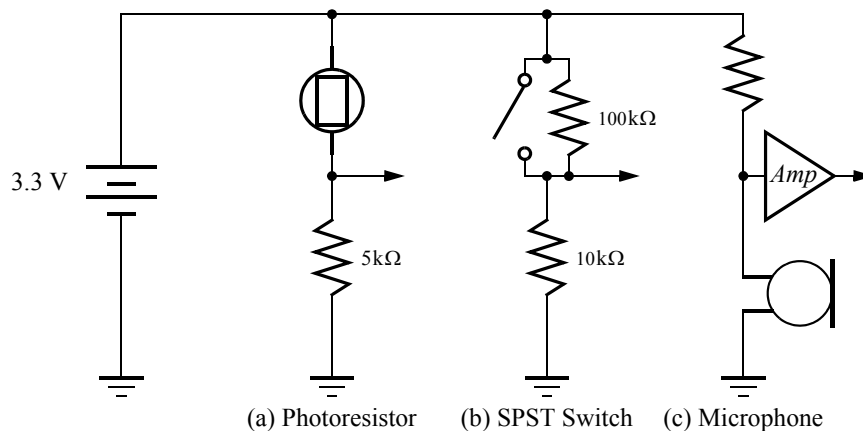 100kΩ
3.3 V
Amp
5kΩ
10kΩ
(a) Photoresistor (b) SPST Switch (c) Microphone